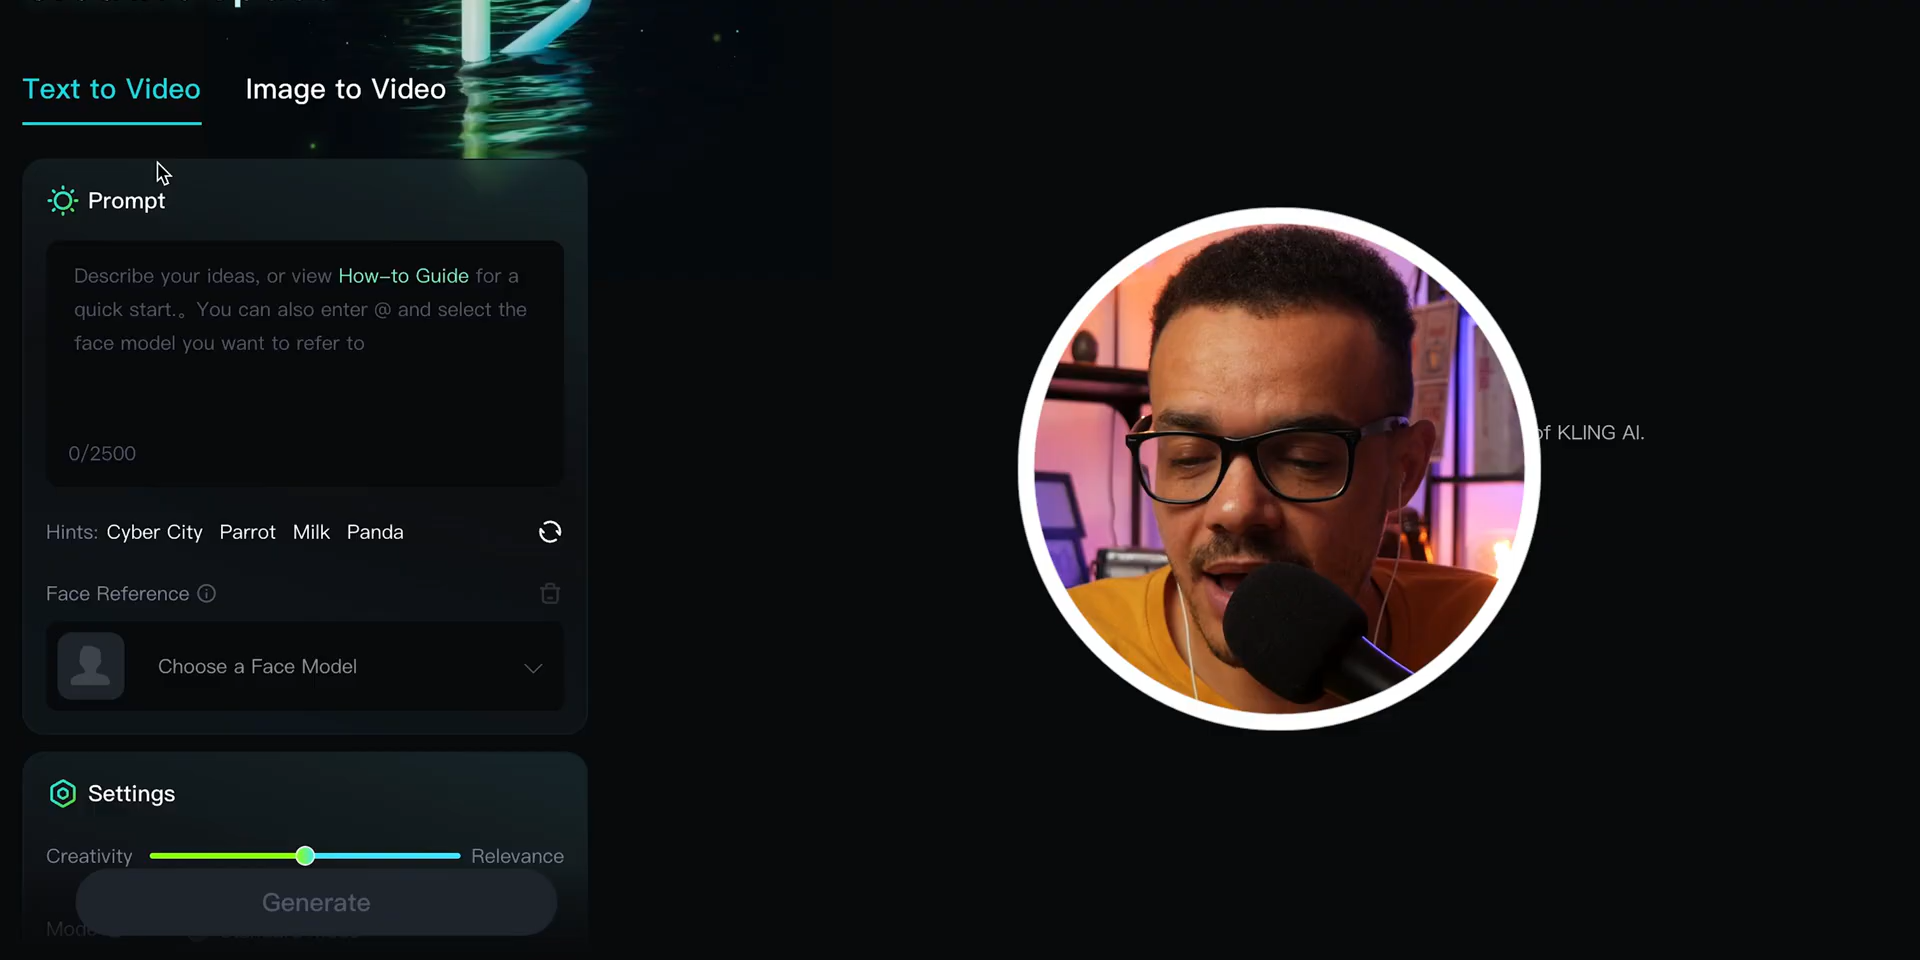 Text to Video
Image to Video
Prompt
Describe your ideas, or view How-to Guide for a
quick start.。 You can also enter @ and select the
face model you want to refer to
0/2500
Hints: Cyber City Parrot Milk Panda
Face Reference
Choose a Face Model
Settings
Creativity
Relevance
Generate
of KLING AI.